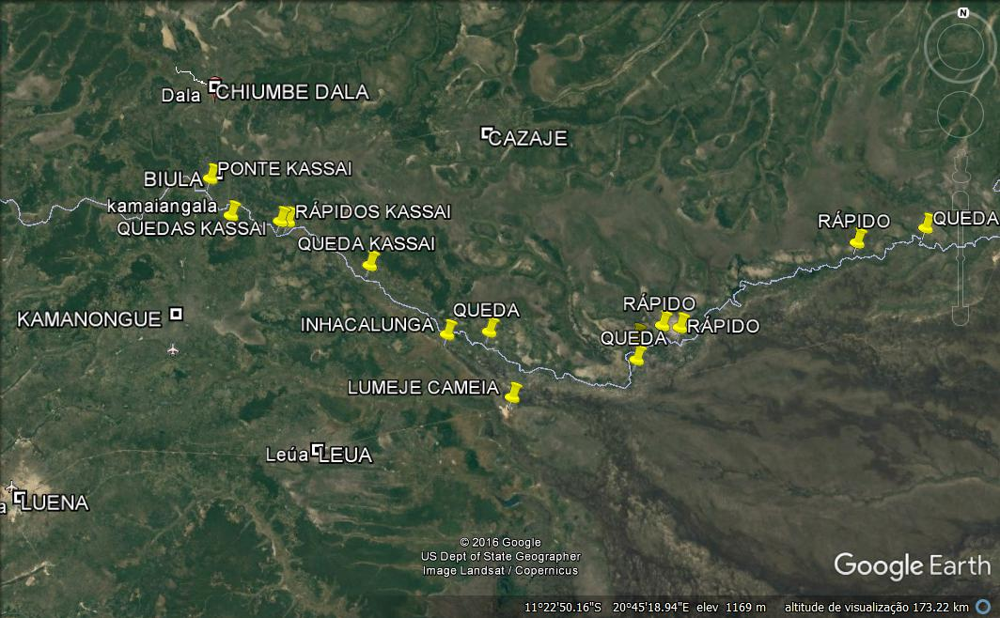 N
Dala CHIUMBE DALA
CAZAJE
BIULA PONTE KASSAI
kamaiangala
RÁPIDOS KASSAI
QUEDAS KASSAI
QUEDA KASSAI
RÁPIDO
QUEDA
KAMANONGUE
INHACALUNGA
QUEDA
RÁPIDO
QUEDA
RÁPIDO
LUMEJE CAMEIA
Leúa LEUA
a LUENA
© 2016 Google
US Dept of State Geographer
Image Landsat / Copernicus
Google Earth
11°22'50.16"S 20°45'18.94"E elev 1169 m altitude de visualização 173.22 km